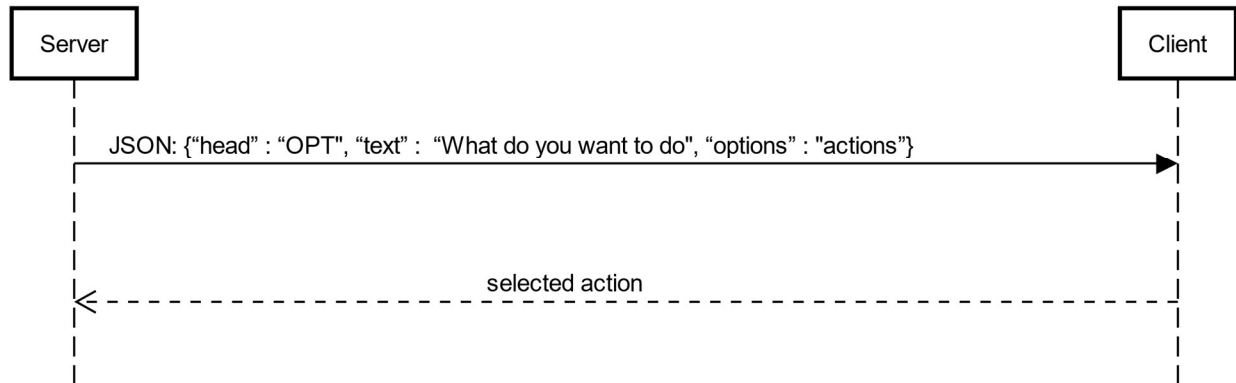 Server
Client
JSON: {“head” : “OPT", “text” :  “What do you want to do", “options” : "actions”}
selected action